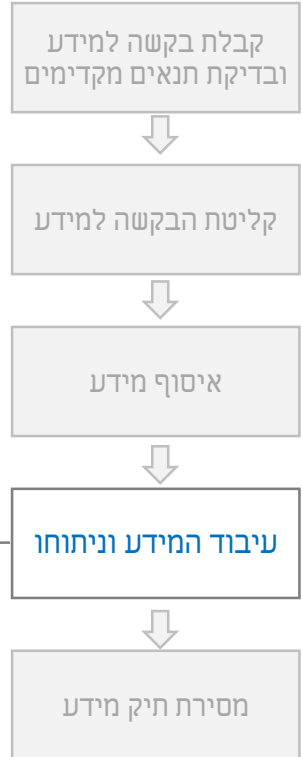 קבלת בקשה למידע
ובדיקת תנאים מקדימים
קליטת הבקשה למידע
איסוף מידע
עיבוד המידע וניתוחו
מסירת תיק מידע